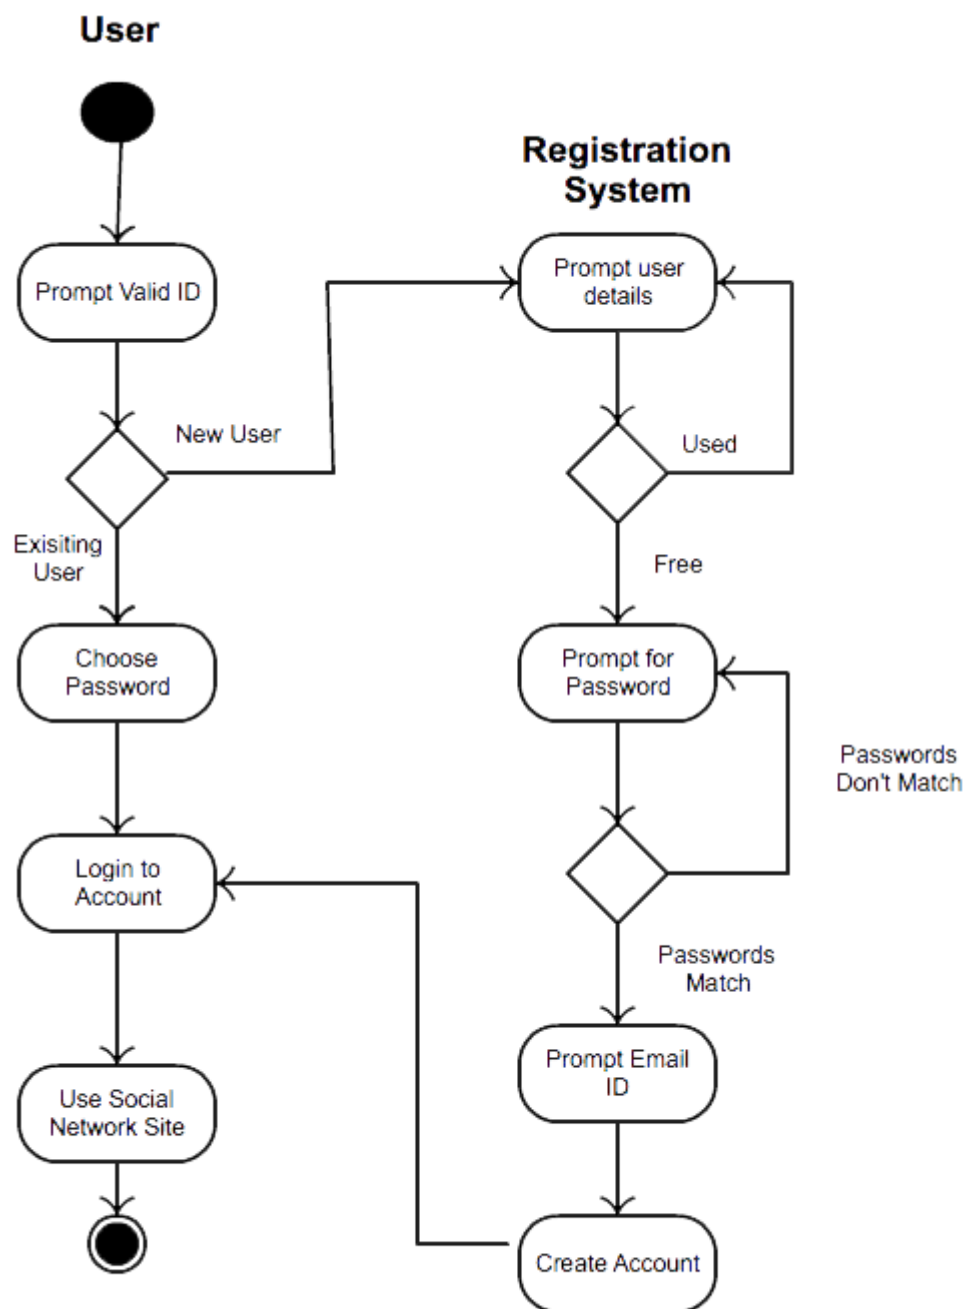 User
Registration
System
Prompt Valid ID
Prompt user
details
New User
Used
Exisiting
User
Free
Choose
Password
Prompt for
Password
Passwords
Don't Match
Login to
Account
Passwords
Match
Prompt Email
ID
Use Social
Network Site
Create Account